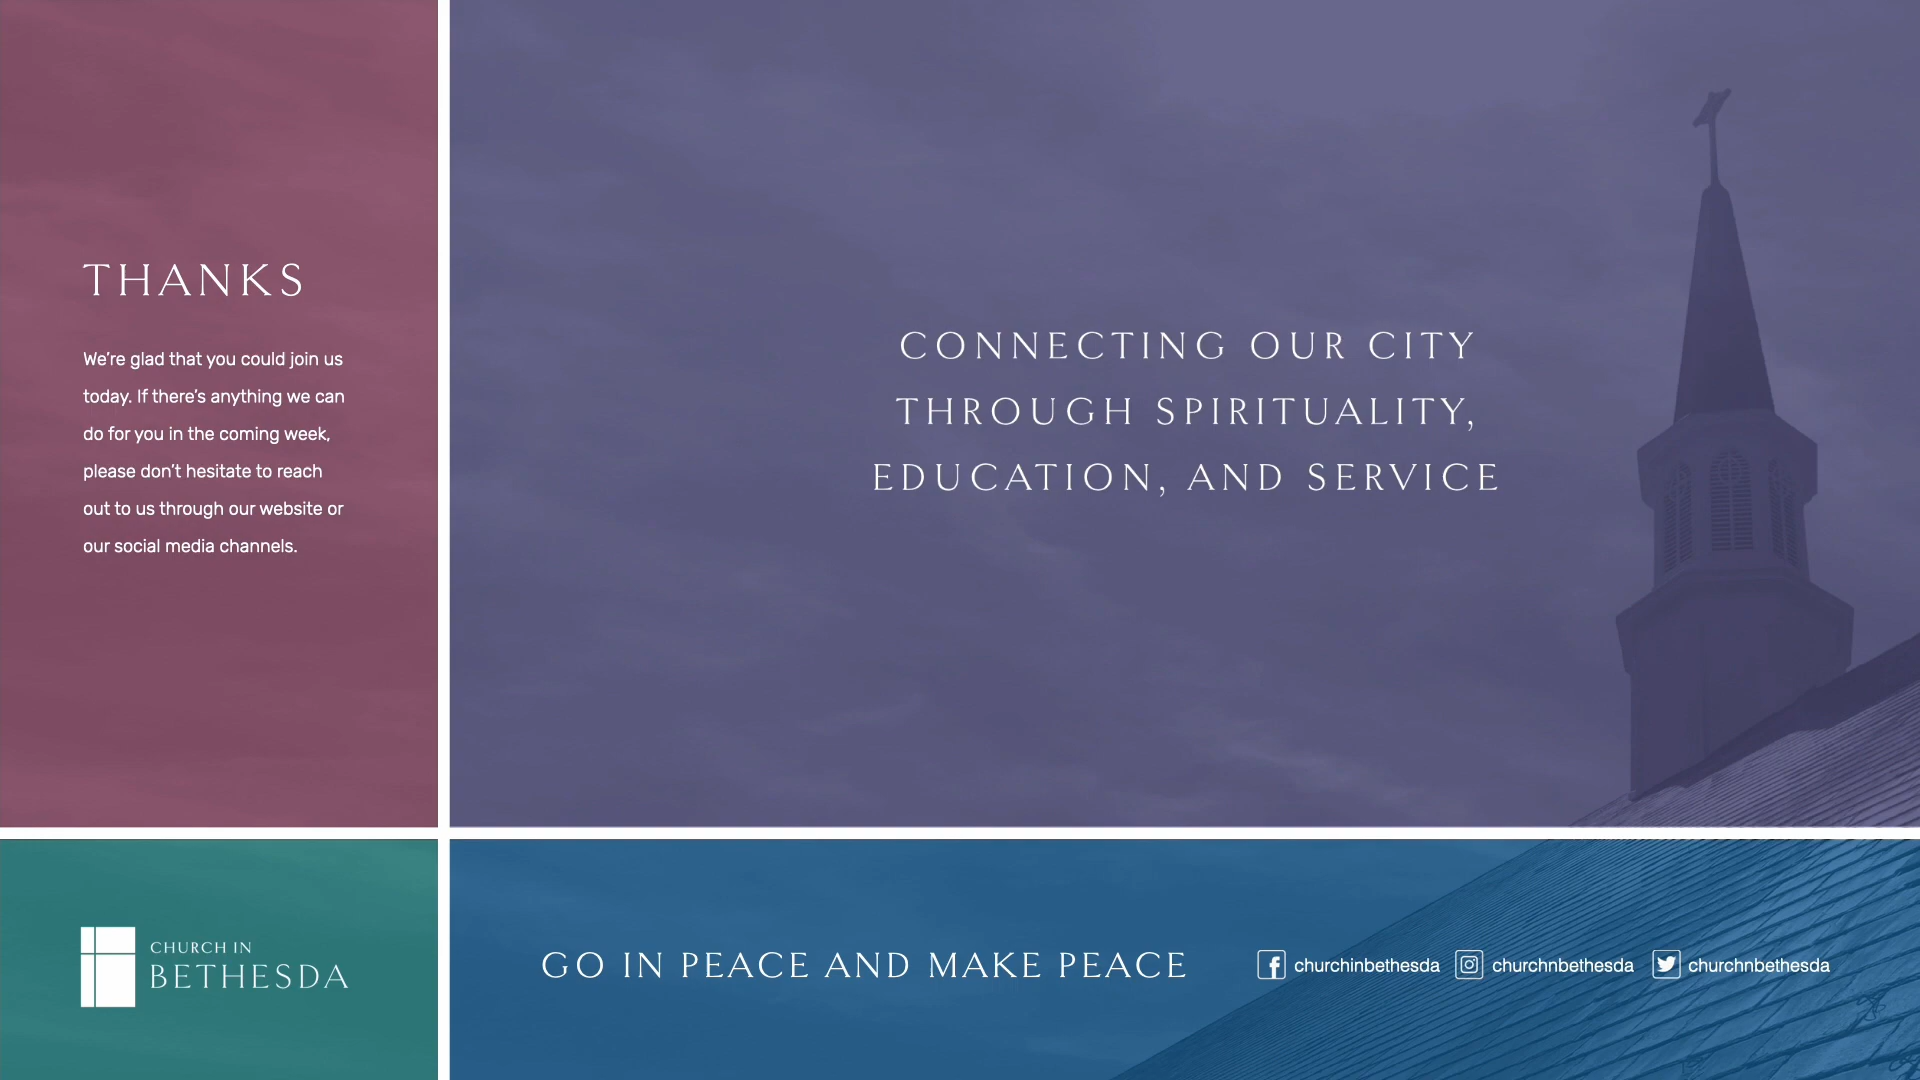 THANKS
We're glad that you could join us
today. If there's anything we can
do for you in the coming week,
please don't hesitate to reach
out to us through our website or
our social media channels.
CONNECTING OUR CITY
THROUGH SPIRITUALITY,
EDUCATION, AND SERVICE
CHURCH IN
BETHESDA
GO IN PEACE AND MAKE PEACE
churchinbethesda
churchnbethesda
churchnbethesda